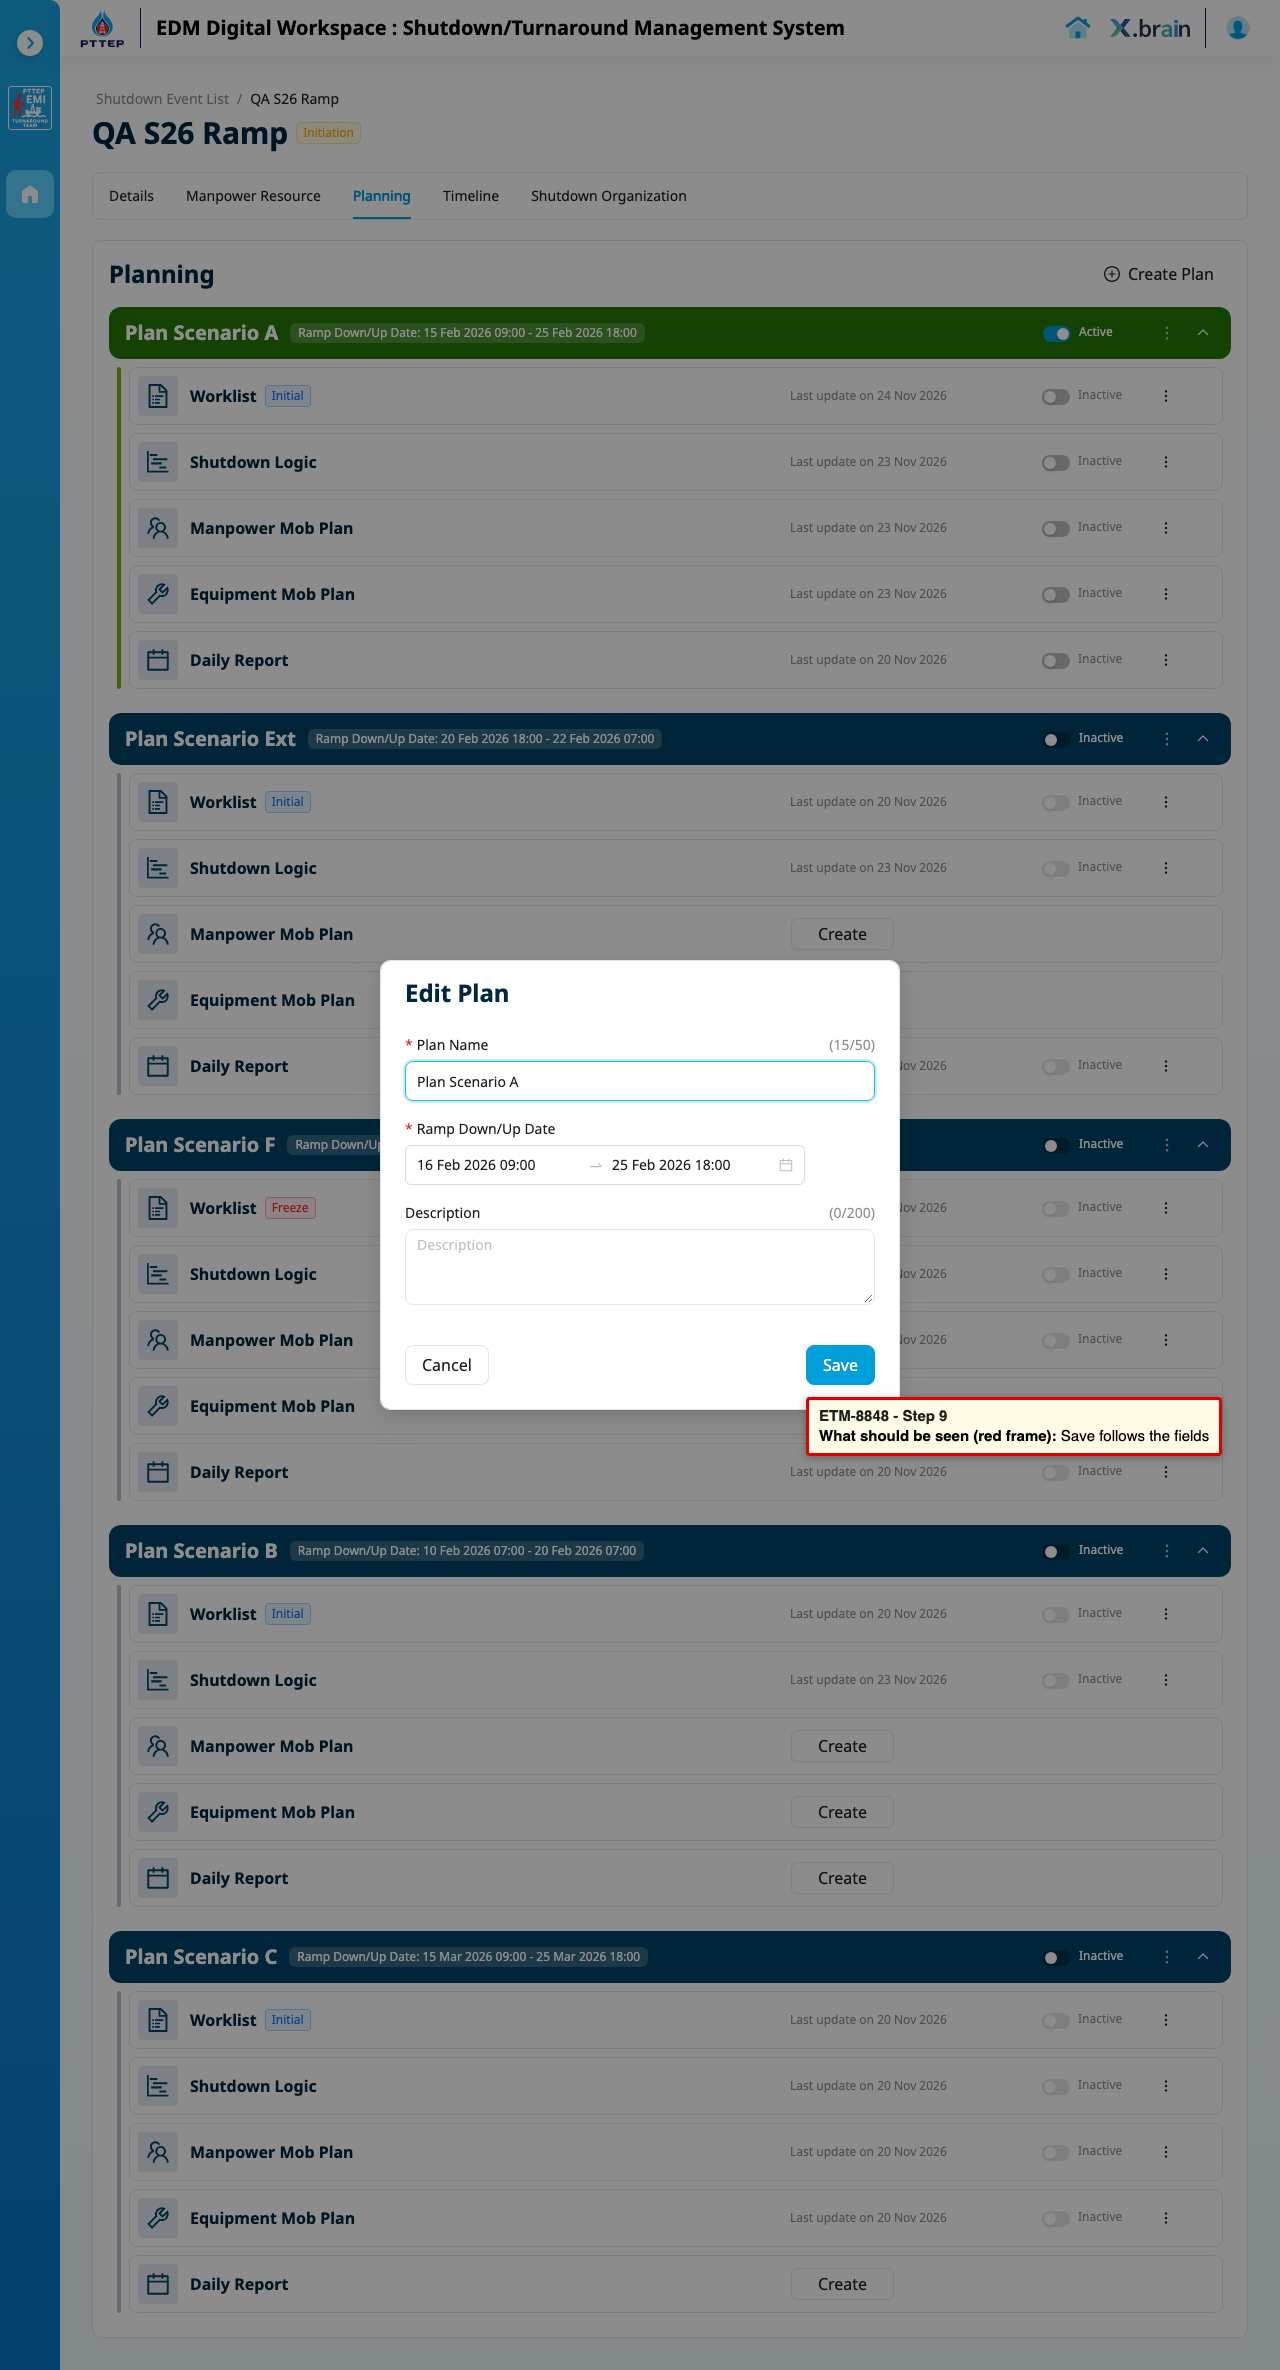 PTTEP
EDM Digital Workspace : Shutdown/Turnaround Management System
X.brain
PTTEP
EMI
TURNAROUND
TEAM
Shutdown Event List / QA S26 Ramp
QA S26 Ramp Initiation
Details Manpower Resource Planning Timeline Shutdown Organization
Planning Create Plan
Plan Scenario A Ramp Down/Up Date: 15 Feb 2026 09:00 - 25 Feb 2026 18:00 Active
Worklist Initial Last update on 24 Nov 2026 Inactive
Shutdown Logic Last update on 23 Nov 2026 Inactive
Manpower Mob Plan Last update on 23 Nov 2026 Inactive
Equipment Mob Plan Last update on 23 Nov 2026 Inactive
Daily Report Last update on 20 Nov 2026 Inactive
Plan Scenario Ext Ramp Down/Up Date: 20 Feb 2026 18:00 - 22 Feb 2026 07:00 Inactive
Worklist Initial Last update on 20 Nov 2026 Inactive
Shutdown Logic Last update on 23 Nov 2026 Inactive
Manpower Mob Plan Create
Equipment Mob Plan
Daily Report Nov 2026 Inactive
Plan Scenario F Ramp Down/Up Inactive
Worklist Freeze Nov 2026 Inactive
Shutdown Logic Nov 2026 Inactive
Manpower Mob Plan Nov 2026 Inactive
Equipment Mob Plan
Daily Report Last update on 20 Nov 2026 Inactive
Edit Plan
* Plan Name (15/50)
Plan Scenario A
* Ramp Down/Up Date
16 Feb 2026 09:00 → 25 Feb 2026 18:00
Description (0/200)
Description
Cancel Save
ETM-8848 - Step 9
What should be seen (red frame): Save follows the fields
Plan Scenario B Ramp Down/Up Date: 10 Feb 2026 07:00 - 20 Feb 2026 07:00 Inactive
Worklist Initial Last update on 20 Nov 2026 Inactive
Shutdown Logic Last update on 23 Nov 2026 Inactive
Manpower Mob Plan Create
Equipment Mob Plan Create
Daily Report Create
Plan Scenario C Ramp Down/Up Date: 15 Mar 2026 09:00 - 25 Mar 2026 18:00 Inactive
Worklist Initial Last update on 20 Nov 2026 Inactive
Shutdown Logic Last update on 20 Nov 2026 Inactive
Manpower Mob Plan Last update on 20 Nov 2026 Inactive
Equipment Mob Plan Last update on 20 Nov 2026 Inactive
Daily Report Create